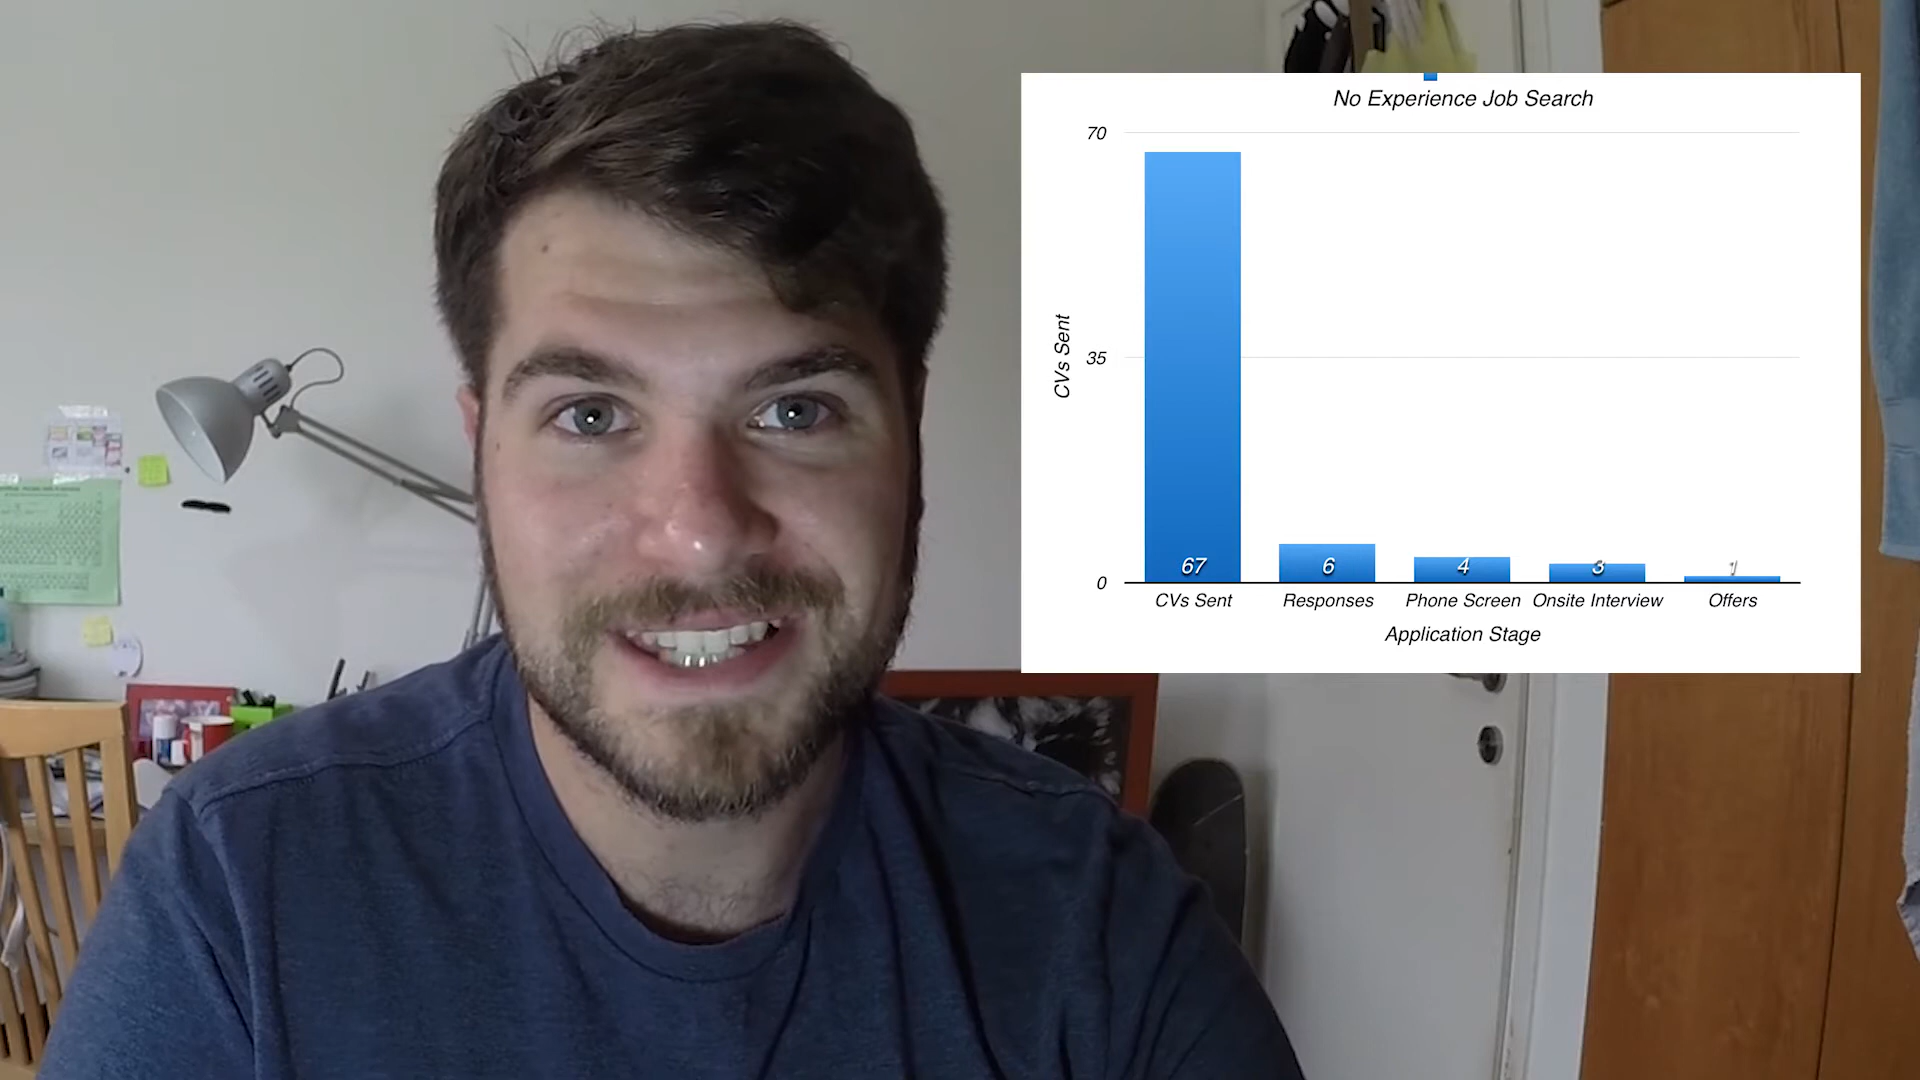 No Experience Job Search
70
35
0
CVs Sent
67
6
4
3
1
CVs Sent
Responses
Phone Screen
Onsite Interview
Offers
Application Stage